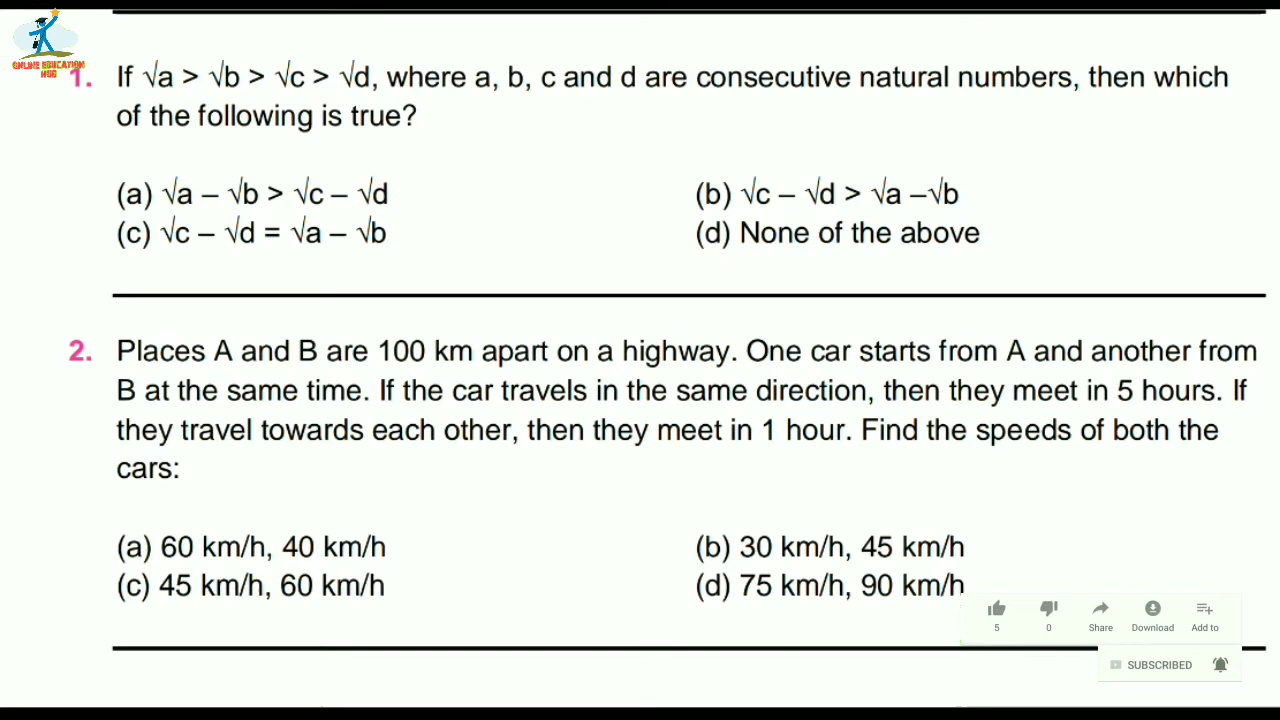 ONLINE EDUCATION
HUG
1. If √a > √b > √c > √d, where a, b, c and d are consecutive natural numbers, then which
of the following is true?
(a) √a – √b > √c – √d
(b) √c – √d > √a –√b
(c) √c – √d = √a – √b
(d) None of the above
2. Places A and B are 100 km apart on a highway. One car starts from A and another from
B at the same time. If the car travels in the same direction, then they meet in 5 hours. If
they travel towards each other, then they meet in 1 hour. Find the speeds of both the
cars:
(a) 60 km/h, 40 km/h
(b) 30 km/h, 45 km/h
(c) 45 km/h, 60 km/h
(d) 75 km/h, 90 km/h
5 0 Share Download Add to
SUBSCRIBED